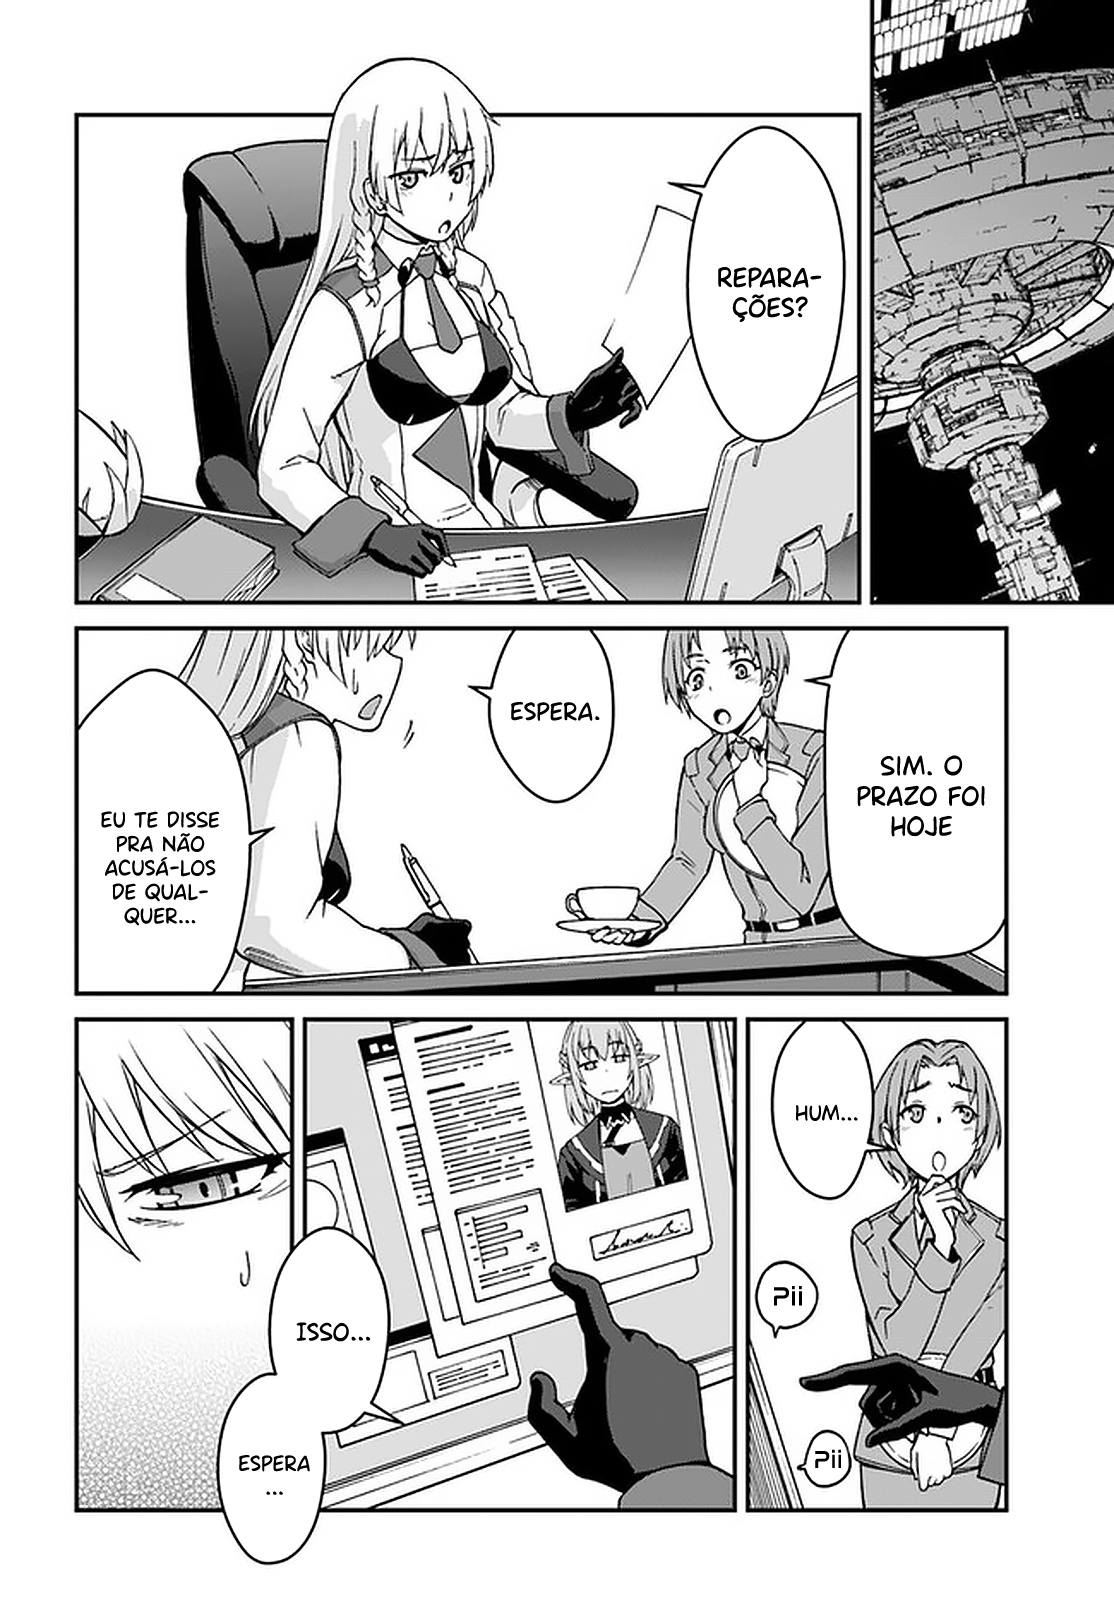 REPARA-
ÇÕES?
SIM. O
PRAZO FOI
HOJE
ESPERA.
EU TE DISSE
PRA NÃO
ACUSÁ-LOS
DE QUAL-
QUER...
HUM...
Pii
Pii
ISSO...
ESPERA
...